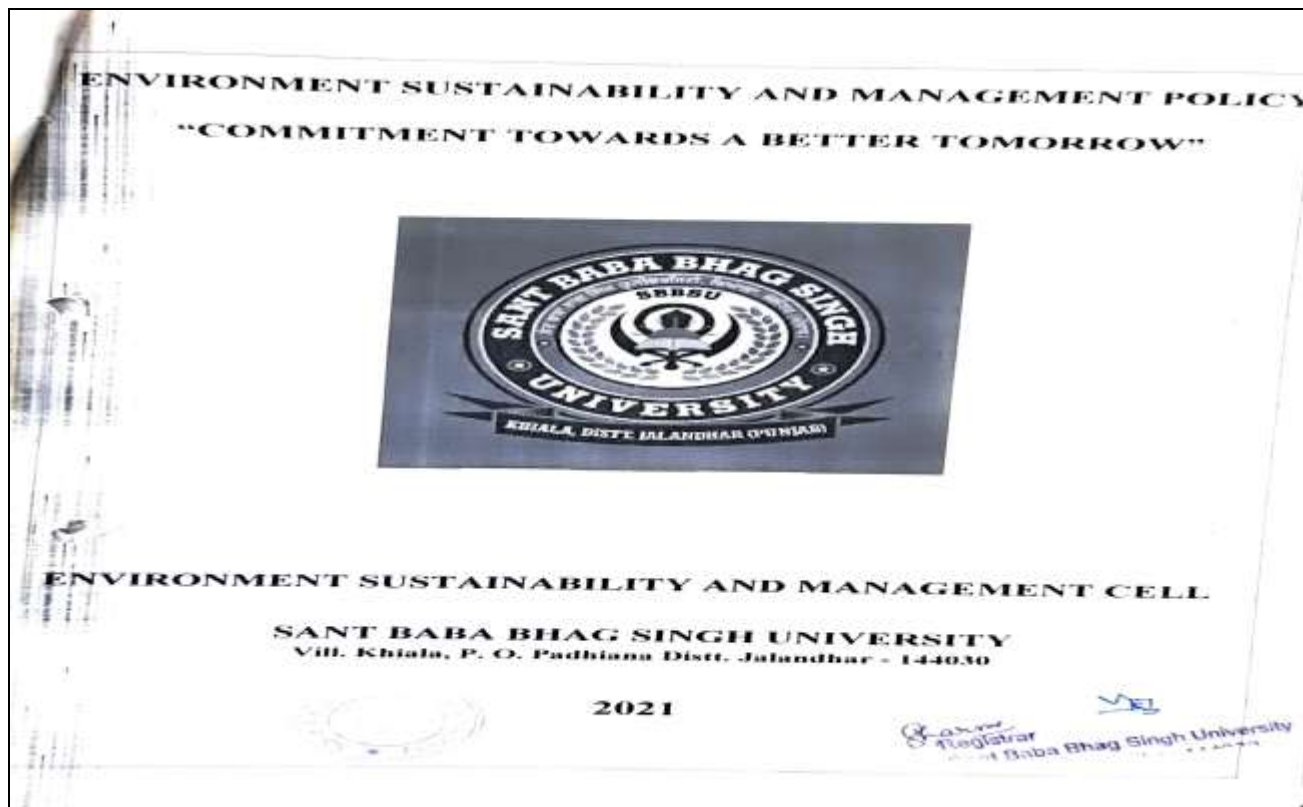 ENVIRONMENT SUSTAINABILITY AND MANAGEMENT POLICY
“COMMITMENT TOWARDS A BETTER TOMORROW”
SANT BABA BHAG SINGH
SBBSU
UNIVERSITY
KHIALA, DISTT. JALANDHAR (PUNJAB)
ENVIRONMENT SUSTAINABILITY AND MANAGEMENT CELL
SANT BABA BHAG SINGH UNIVERSITY
Vill. Khiala, P. O. Padhiana Distt. Jalandhar - 144030
2021
Registrar
Baba Bhag Singh University